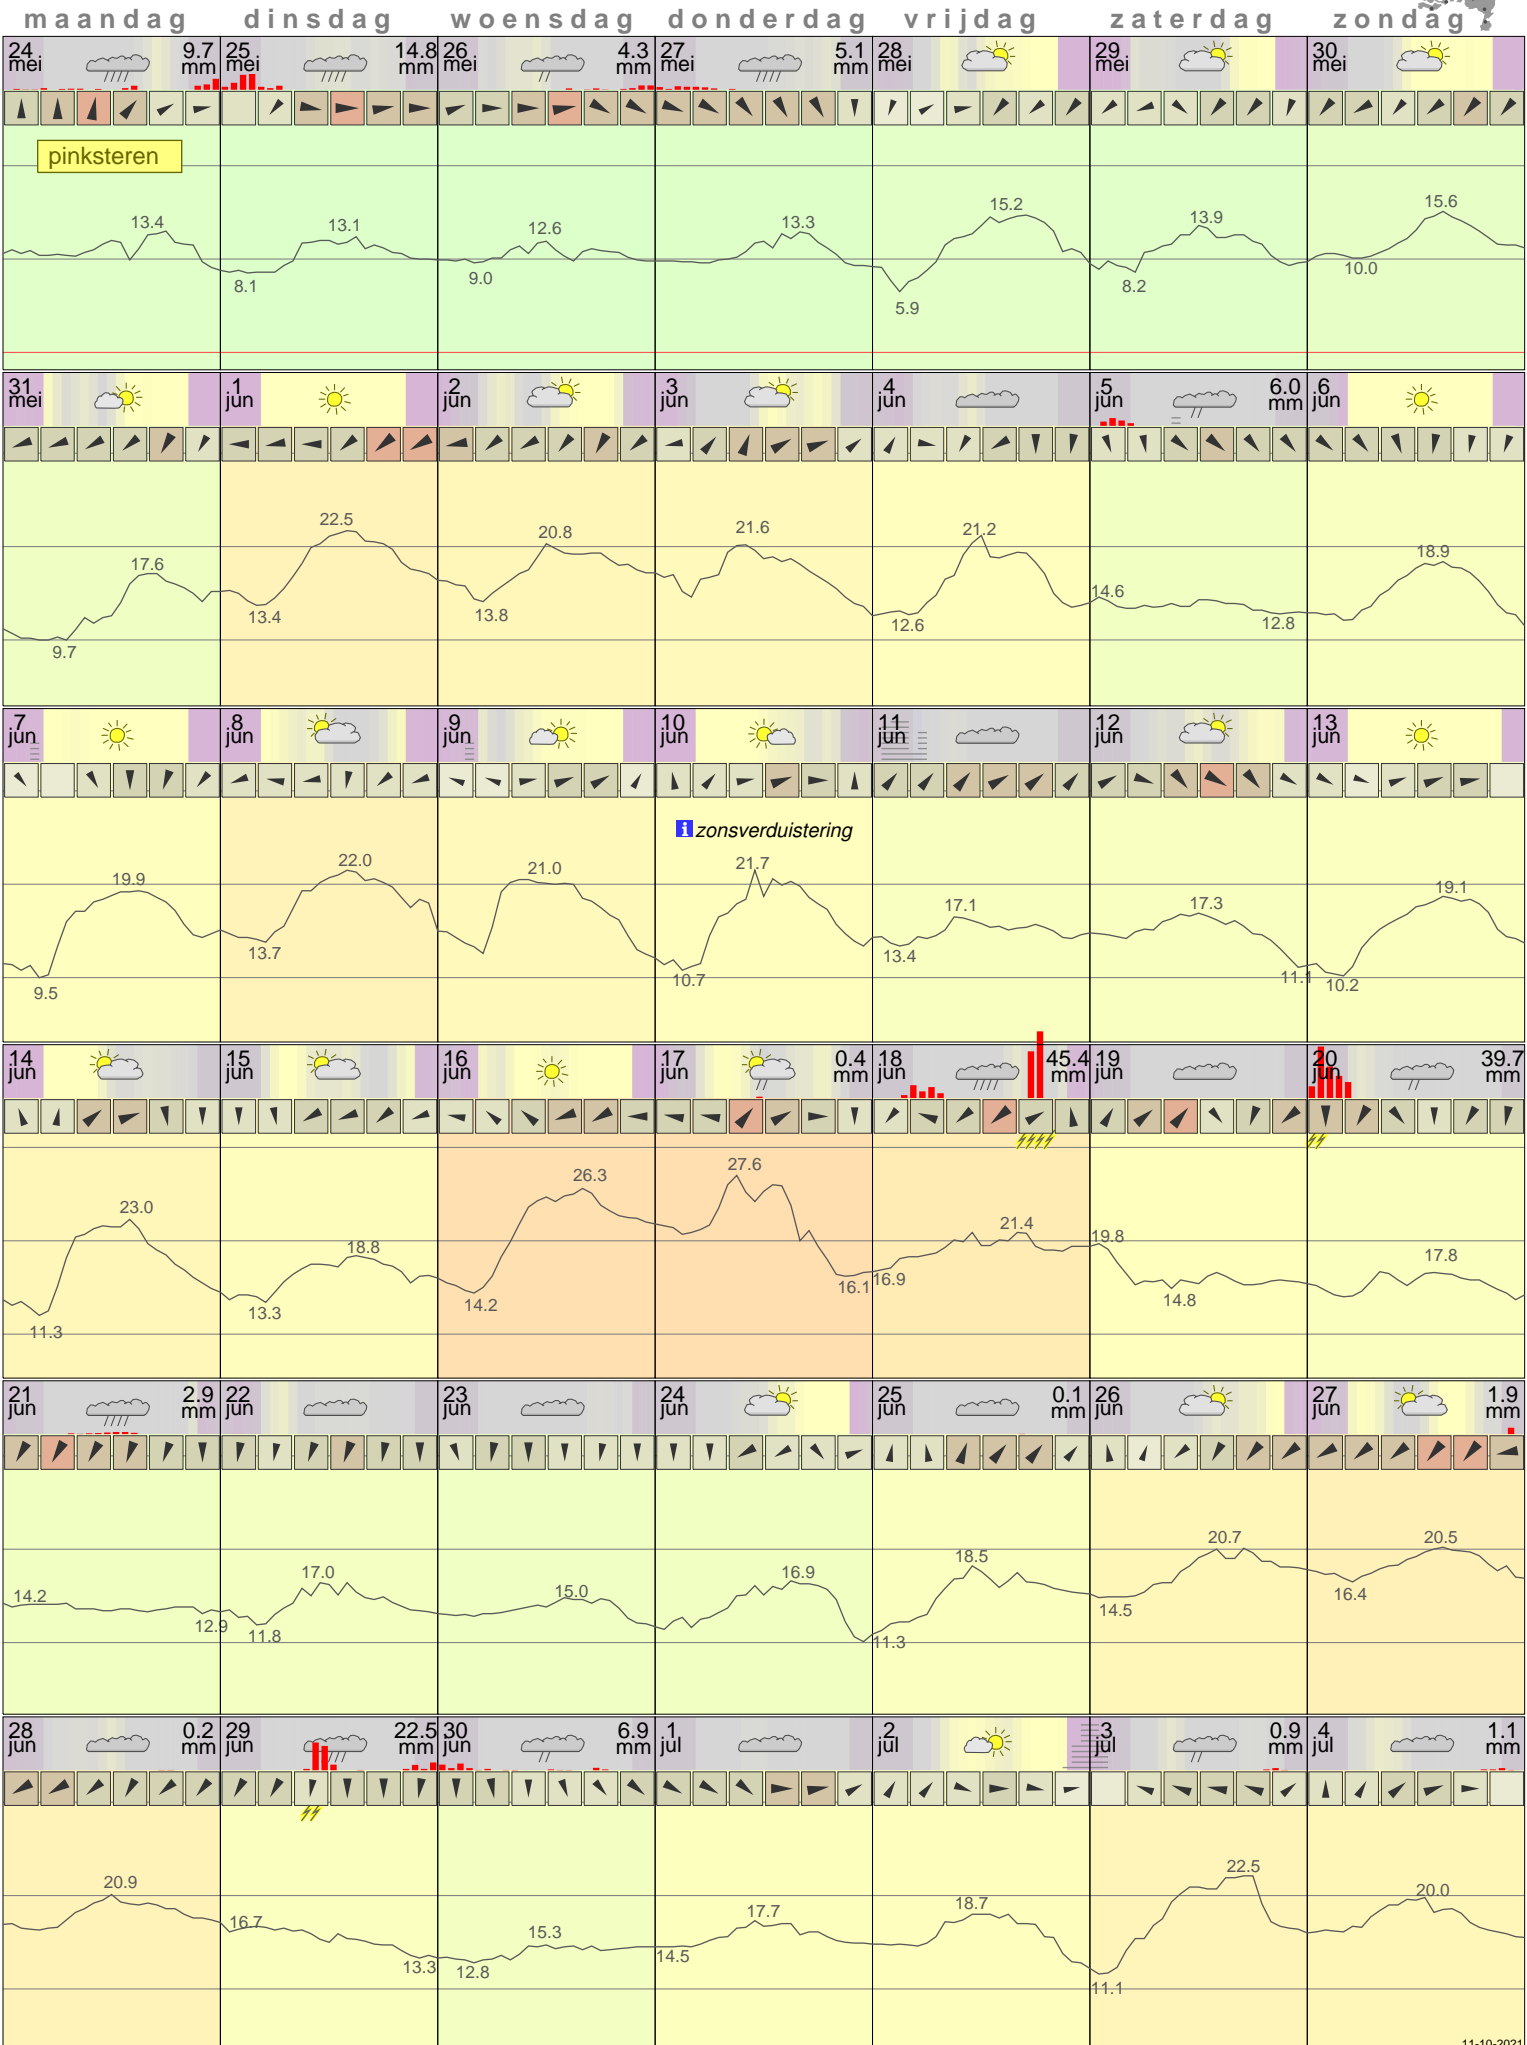 maandag dinsdag woensdag donderdag vrijdag zaterdag zondag
24 mei 9.7 mm 25 mei 14.8 mm 26 mei 4.3 mm 27 mei 5.1 mm 28 mei 29 mei 30 mei
pinksteren
13.4 13.1 8.1 12.6 9.0 13.3 15.2 5.9 13.9 8.2 15.6 10.0
31 mei 1 jun 2 jun 3 jun 4 jun 5 jun 6.0 mm 6 jun
17.6 9.7 22.5 13.4 20.8 13.8 21.6 21.2 12.6 14.6 12.8 18.9
7 jun 8 jun 9 jun 10 jun 11 jun 12 jun 13 jun
i zonsverduistering
19.9 9.5 22.0 13.7 21.0 21.7 10.7 17.1 13.4 17.3 11.1 19.1 10.2
14 jun 15 jun 16 jun 17 jun 0.4 mm 18 jun 45.4 mm 19 jun 20 jun 39.7 mm
23.0 11.3 18.8 13.3 26.3 14.2 27.6 16.1 16.9 21.4 19.8 14.8 17.8
21 jun 2.9 mm 22 jun 23 jun 24 jun 25 jun 0.1 mm 26 jun 27 jun 1.9 mm
14.2 12.9 17.0 11.8 15.0 16.9 11.3 18.5 20.7 14.5 20.5 16.4
28 jun 0.2 mm 29 jun 22.5 mm 30 jun 6.9 mm 1 jul 2 jul 3 jul 0.9 mm 4 jul 1.1 mm
20.9 16.7 13.3 15.3 12.8 17.7 14.5 18.7 22.5 11.1 20.0
11-10-2021